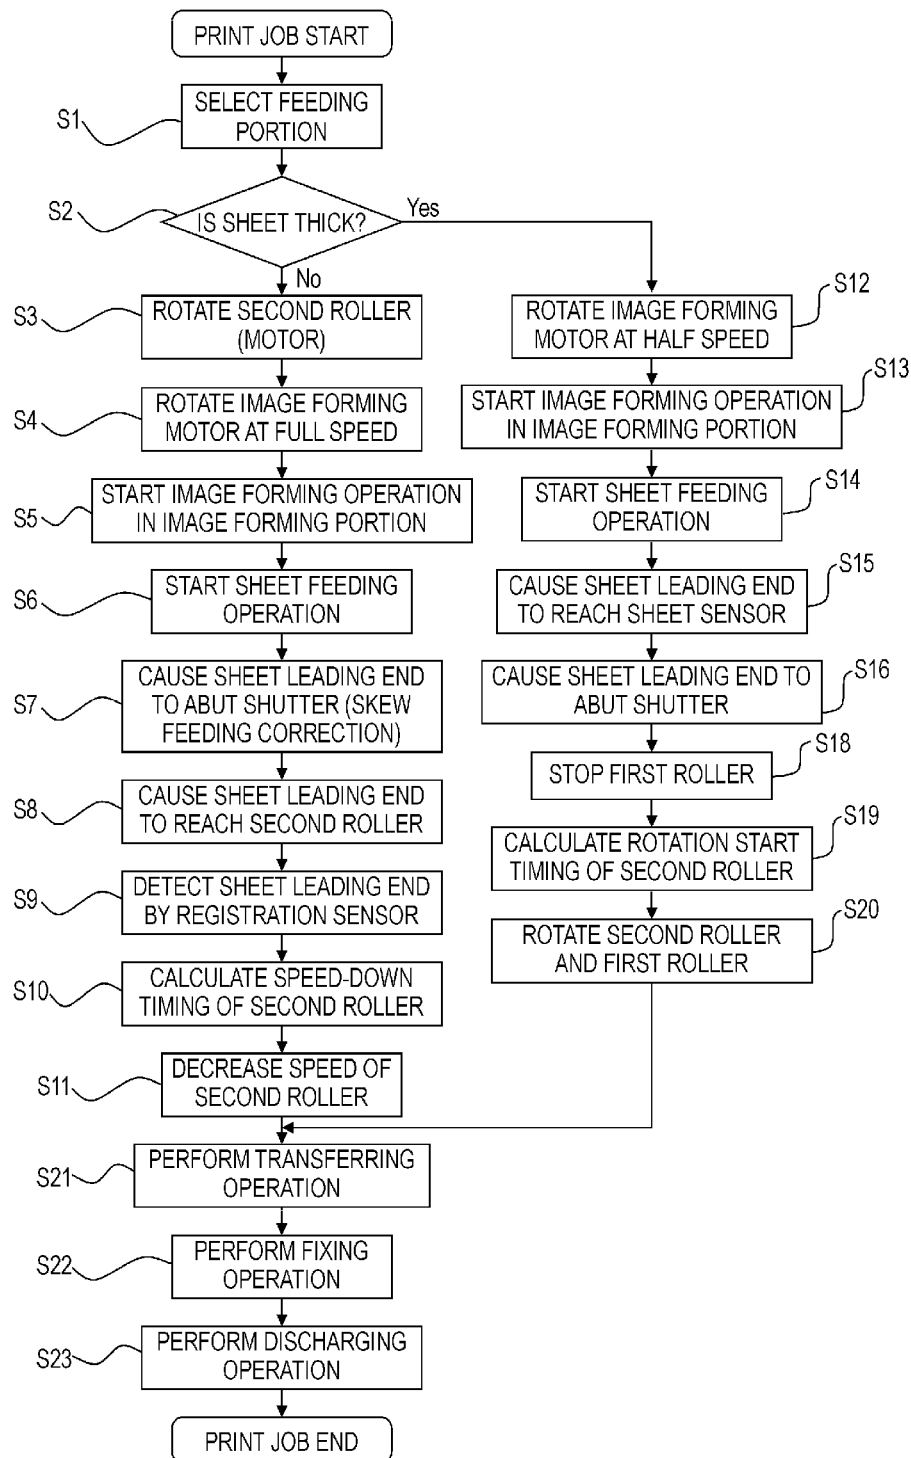 PRINT JOB START
S1
SELECT FEEDING
PORTION
S2
IS SHEET THICK?
Yes
No
S3
ROTATE SECOND ROLLER
(MOTOR)
S4
ROTATE IMAGE FORMING
MOTOR AT FULL SPEED
S5
START IMAGE FORMING OPERATION
IN IMAGE FORMING PORTION
S6
START SHEET FEEDING
OPERATION
S7
CAUSE SHEET LEADING END
TO ABUT SHUTTER (SKEW
FEEDING CORRECTION)
S8
CAUSE SHEET LEADING END
TO REACH SECOND ROLLER
S9
DETECT SHEET LEADING END
BY REGISTRATION SENSOR
S10
CALCULATE SPEED-DOWN
TIMING OF SECOND ROLLER
S11
DECREASE SPEED OF
SECOND ROLLER
S12
ROTATE IMAGE FORMING
MOTOR AT HALF SPEED
S13
START IMAGE FORMING OPERATION
IN IMAGE FORMING PORTION
S14
START SHEET FEEDING
OPERATION
S15
CAUSE SHEET LEADING END
TO REACH SHEET SENSOR
S16
CAUSE SHEET LEADING END TO
ABUT SHUTTER
S18
STOP FIRST ROLLER
S19
CALCULATE ROTATION START
TIMING OF SECOND ROLLER
S20
ROTATE SECOND ROLLER
AND FIRST ROLLER
S21
PERFORM TRANSFERRING
OPERATION
S22
PERFORM FIXING
OPERATION
S23
PERFORM DISCHARGING
OPERATION
PRINT JOB END